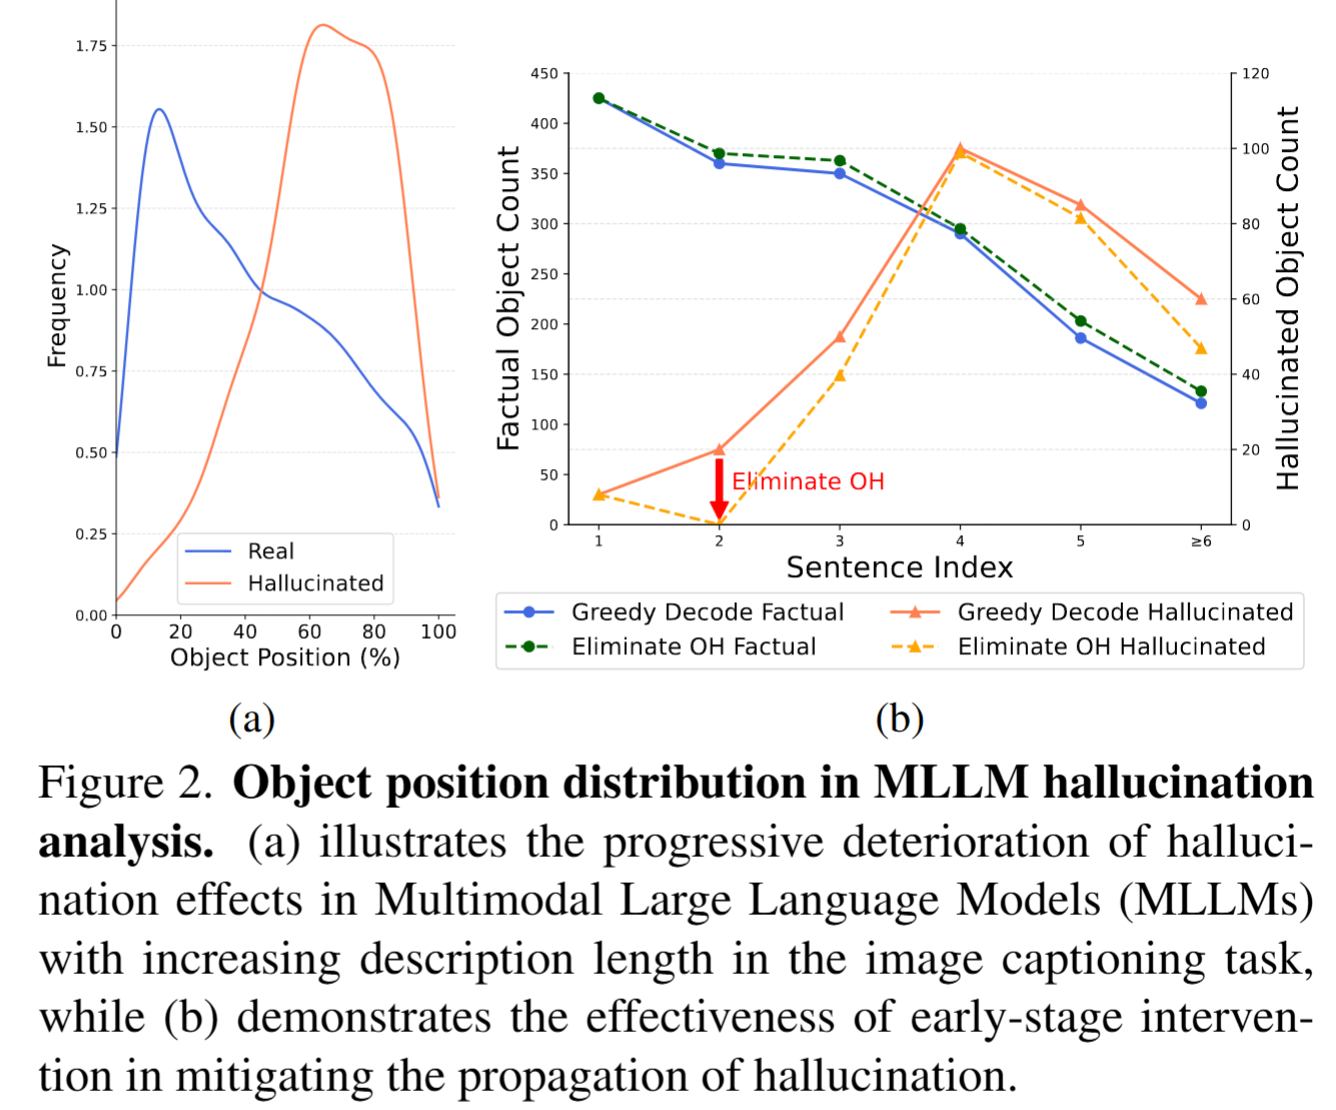 1.75
1.50
1.25
1.00
0.75
0.50
0.25
0.00
Frequency
0 20 40 60 80 100
Object Position (%)
Real
Hallucinated
(a)
450
400
350
300
250
200
150
100
50
0
Factual Object Count
120
100
80
60
40
20
0
Hallucinated Object Count
Eliminate OH
1 2 3 4 5 ≥6
Sentence Index
Greedy Decode Factual Greedy Decode Hallucinated
Eliminate OH Factual Eliminate OH Hallucinated
(b)
Figure 2. Object position distribution in MLLM hallucination
analysis. (a) illustrates the progressive deterioration of halluci-
nation effects in Multimodal Large Language Models (MLLMs)
with increasing description length in the image captioning task,
while (b) demonstrates the effectiveness of early-stage interven-
tion in mitigating the propagation of hallucination.